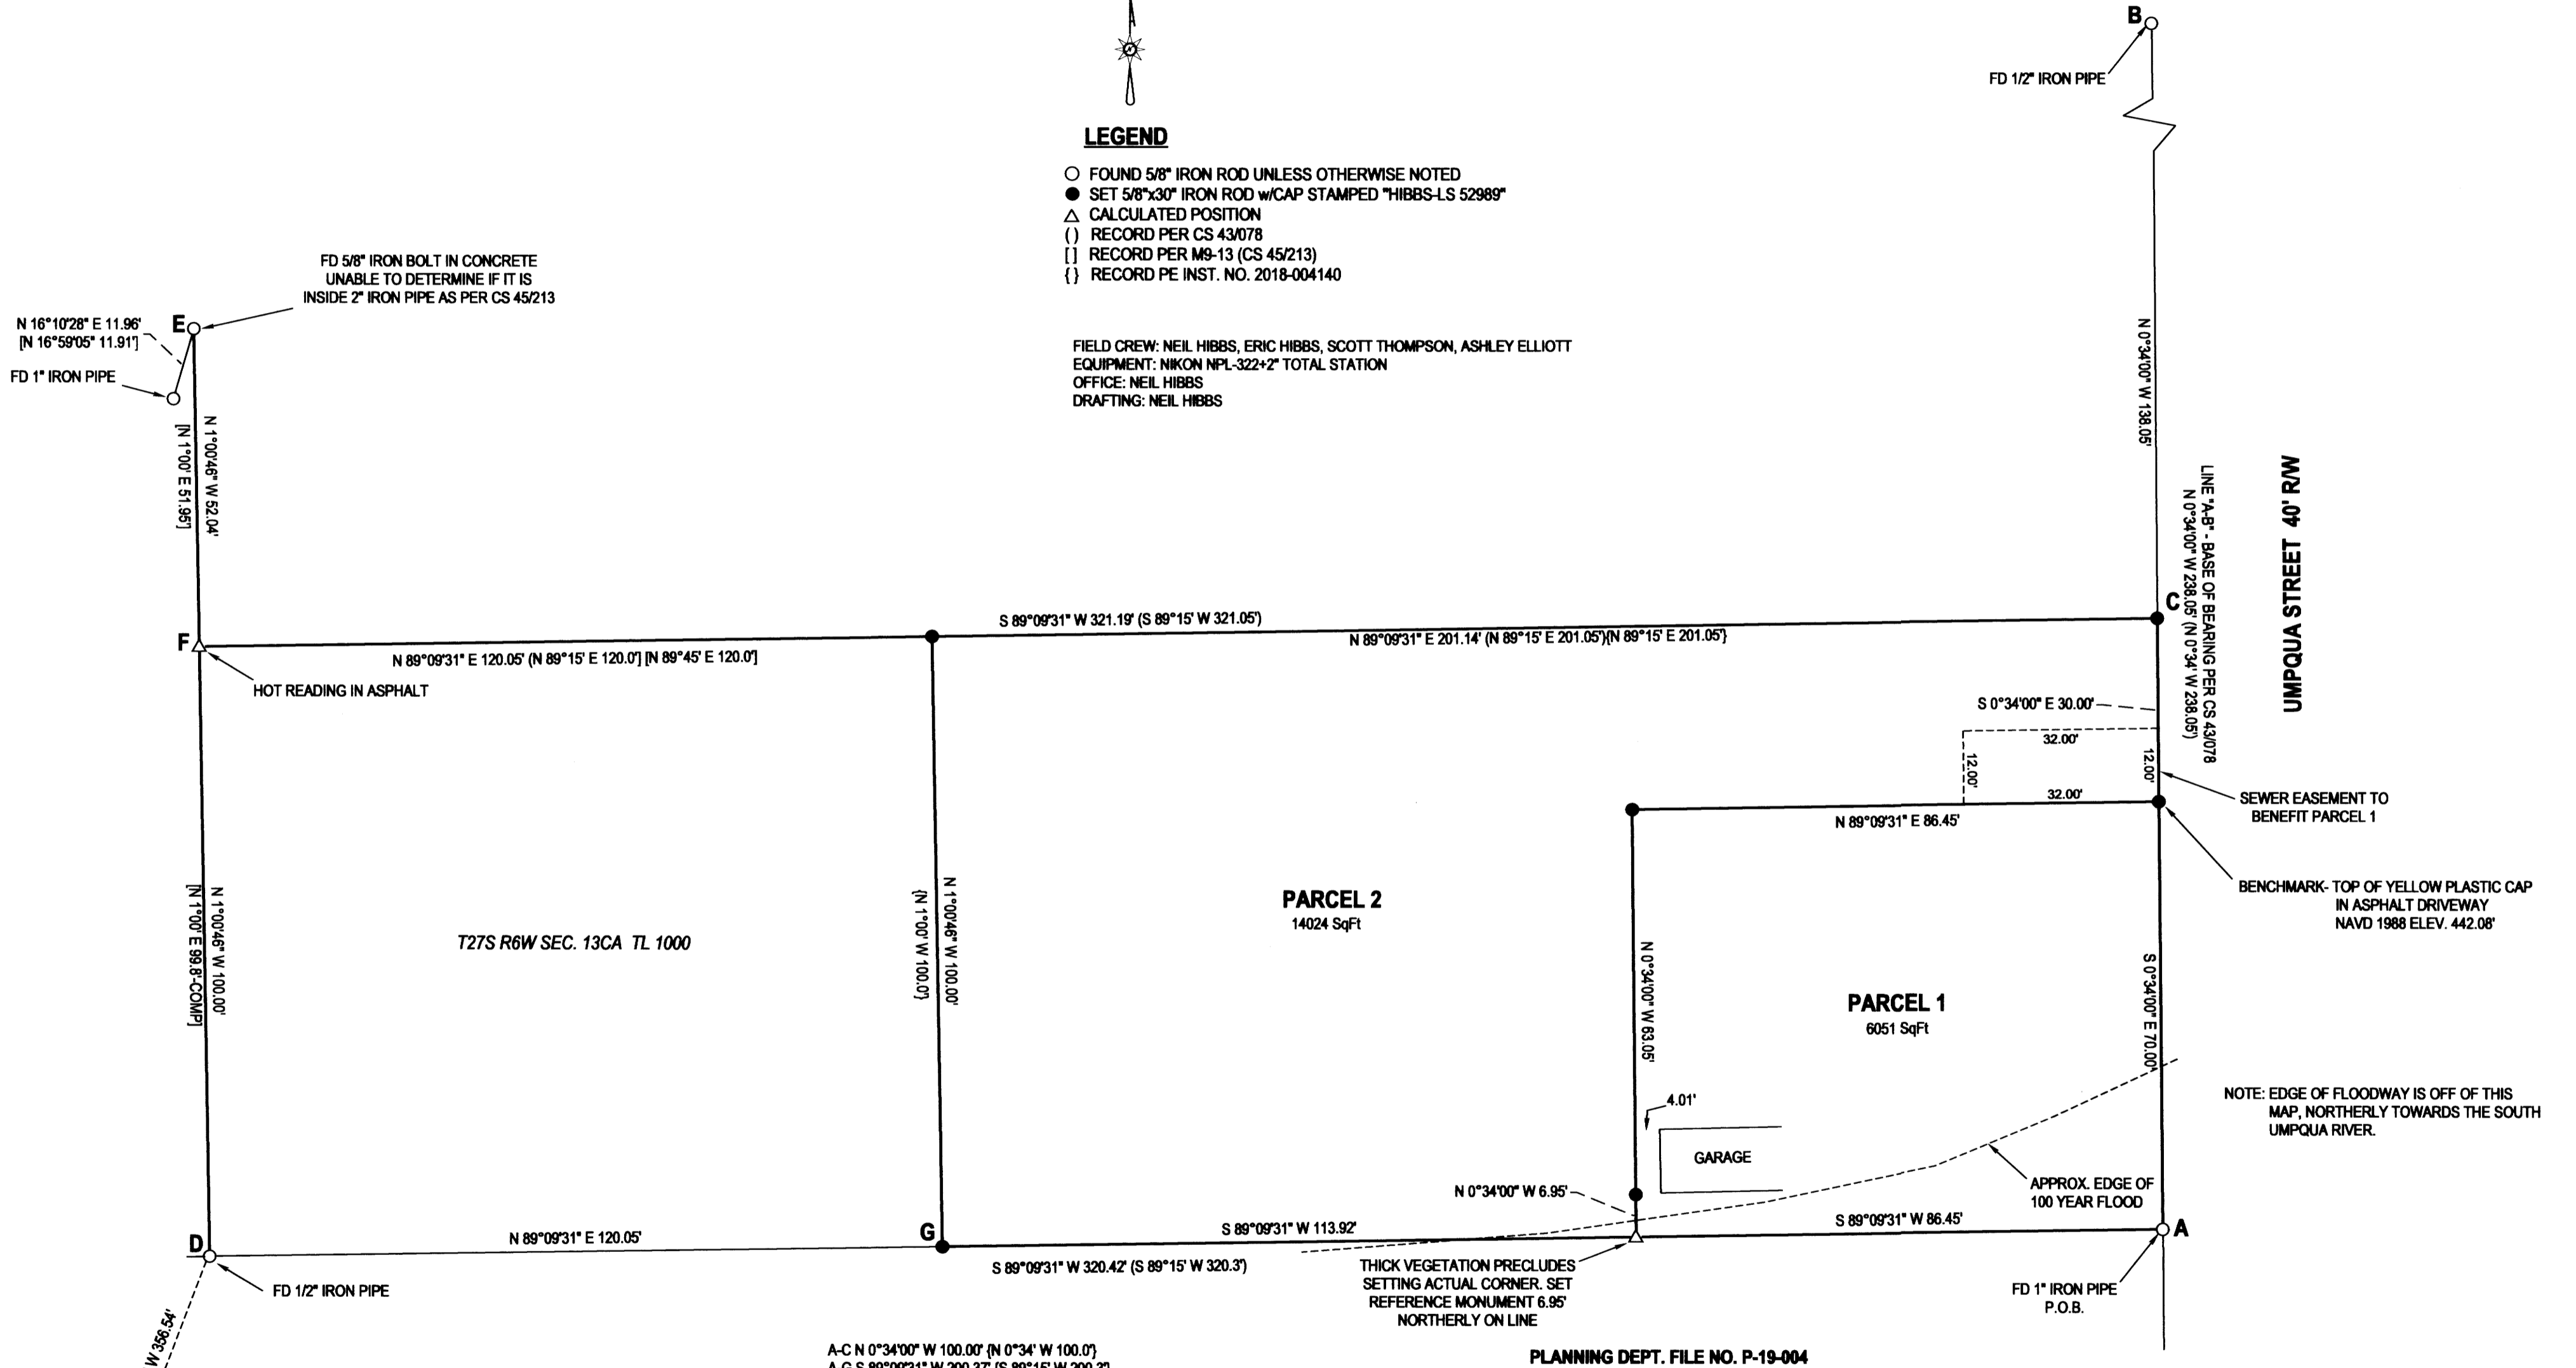 B
FD 1/2" IRON PIPE
LEGEND
FOUND 5/8" IRON ROD UNLESS OTHERWISE NOTED
SET 5/8"x30" IRON ROD w/CAP STAMPED "HIBBS-LS 52989"
CALCULATED POSITION
( ) RECORD PER CS 43/078
[ ] RECORD PER M9-13 (CS 45/213)
{ } RECORD PE INST. NO. 2018-004140
FIELD CREW: NEIL HIBBS, ERIC HIBBS, SCOTT THOMPSON, ASHLEY ELLIOTT
EQUIPMENT: NIKON NPL-322+2" TOTAL STATION
OFFICE: NEIL HIBBS
DRAFTING: NEIL HIBBS
FD 5/8" IRON BOLT IN CONCRETE
UNABLE TO DETERMINE IF IT IS
INSIDE 2" IRON PIPE AS PER CS 45/213
E
N 16°10'28" E 11.96'
[N 16°59'05" 11.91']
FD 1" IRON PIPE
N 1°00'46" W 52.04'
[N 1°00' E 51.95']
N 0°34'00" W 138.05'
LINE "A-B" - BASE OF BEARING PER CS 43/078
N 0°34'00" W 238.05' (N 0°34' W 238.05')
UMPQUA STREET 40' R/W
C
F
S 89°09'31" W 321.19' (S 89°15' W 321.05')
N 89°09'31" E 201.14' (N 89°15' E 201.05'){N 89°15' E 201.05'}
N 89°09'31" E 120.05' (N 89°15' E 120.0'] [N 89°45' E 120.0']
HOT READING IN ASPHALT
S 0°34'00" E 30.00'
32.00'
12.00'
12.00'
32.00'
SEWER EASEMENT TO
BENEFIT PARCEL 1
N 89°09'31" E 86.45'
BENCHMARK- TOP OF YELLOW PLASTIC CAP
IN ASPHALT DRIVEWAY
NAVD 1988 ELEV. 442.08'
N 1°00'46" W 100.00'
[N 1°00' E 99.8'-COMP]
T27S R6W SEC. 13CA TL 1000
N 1°00'46" W 100.00'
{N 1°00' W 100.0'}
PARCEL 2
14024 SqFt
N 0°34'00" W 63.05'
PARCEL 1
6051 SqFt
S 0°34'00" E 70.00'
4.01'
GARAGE
NOTE: EDGE OF FLOODWAY IS OFF OF THIS
MAP, NORTHERLY TOWARDS THE SOUTH
UMPQUA RIVER.
APPROX. EDGE OF
100 YEAR FLOOD
N 0°34'00" W 6.95'
D
N 89°09'31" E 120.05'
G
S 89°09'31" W 113.92'
S 89°09'31" W 86.45'
A
S 89°09'31" W 320.42' (S 89°15' W 320.3')
THICK VEGETATION PRECLUDES
SETTING ACTUAL CORNER. SET
REFERENCE MONUMENT 6.95'
NORTHERLY ON LINE
FD 1" IRON PIPE
P.O.B.
FD 1/2" IRON PIPE
W 356.54'
A-C N 0°34'00" W 100.00' {N 0°34' W 100.0'}
A-G S 89°09'31" W 200.37' {S 89°15' W 200.3'}
PLANNING DEPT. FILE NO. P-19-004